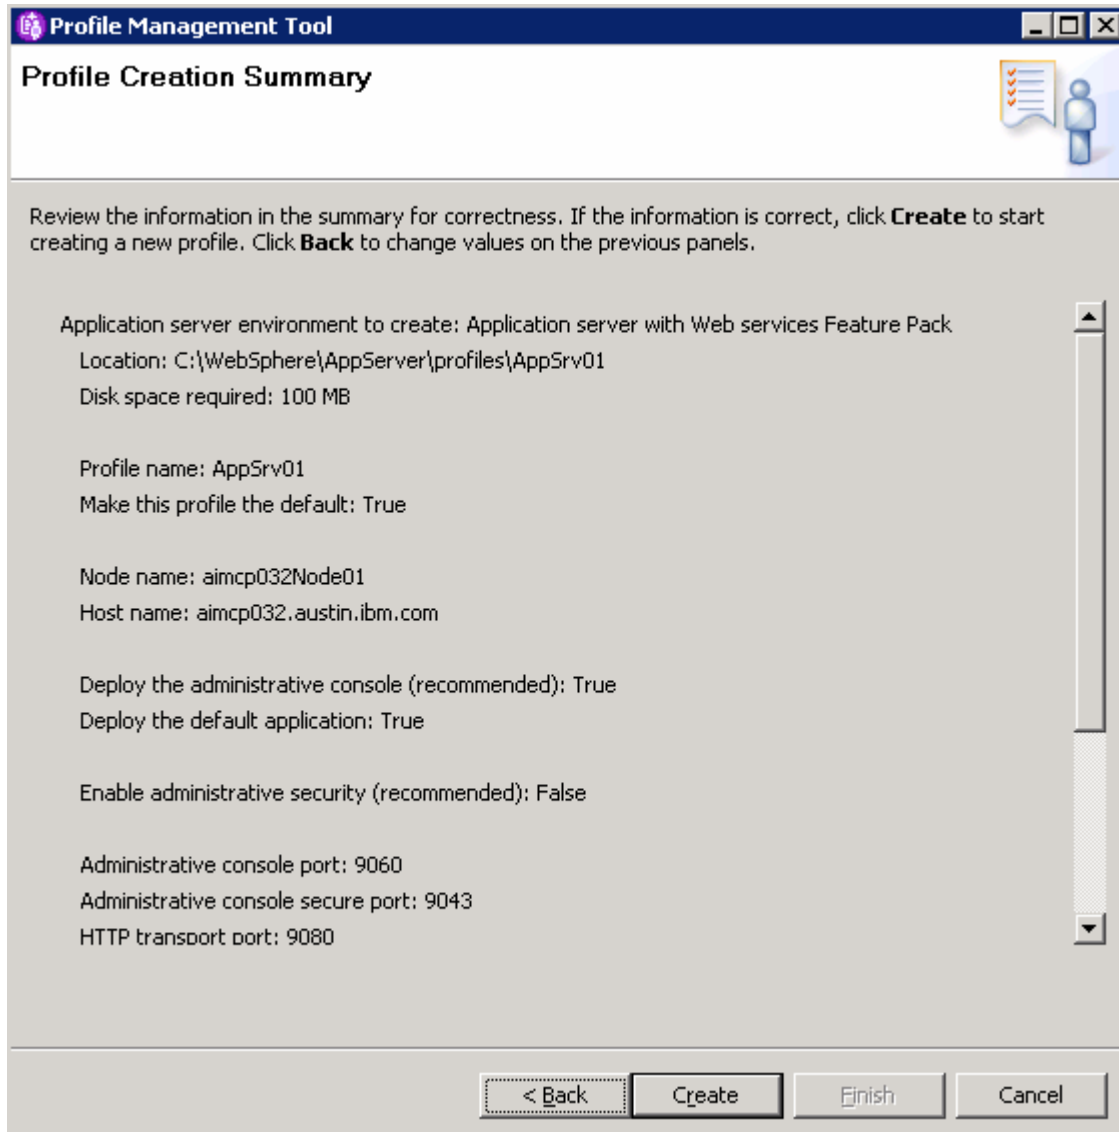 Profile Management Tool
Profile Creation Summary
Review the information in the summary for correctness. If the information is correct, click Create to start
creating a new profile. Click Back to change values on the previous panels.
Application server environment to create: Application server with Web services Feature Pack
Location: C:\WebSphere\AppServer\profiles\AppSrv01
Disk space required: 100 MB
Profile name: AppSrv01
Make this profile the default: True
Node name: aimcp032Node01
Host name: aimcp032.austin.ibm.com
Deploy the administrative console (recommended): True
Deploy the default application: True
Enable administrative security (recommended): False
Administrative console port: 9060
Administrative console secure port: 9043
HTTP transport port: 9080
< Back Create Finish Cancel